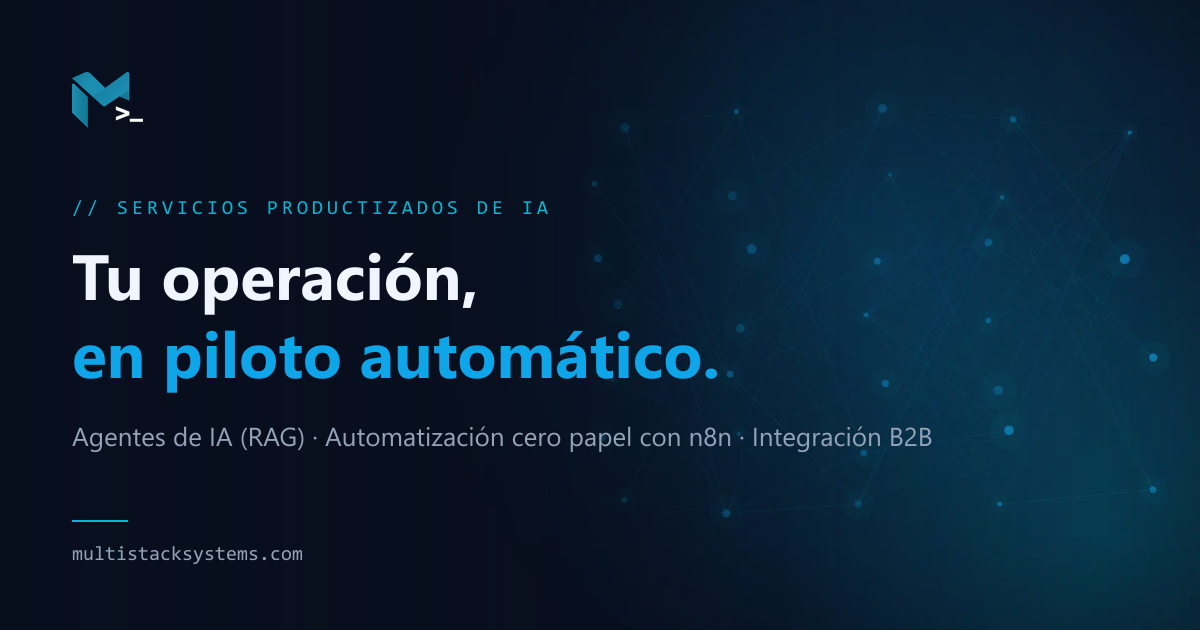 >_
// SERVICIOS PRODUCTIZADOS DE IA
Tu operación,
en piloto automático.
Agentes de IA (RAG) · Automatización cero papel con n8n · Integración B2B
multistacksystems.com